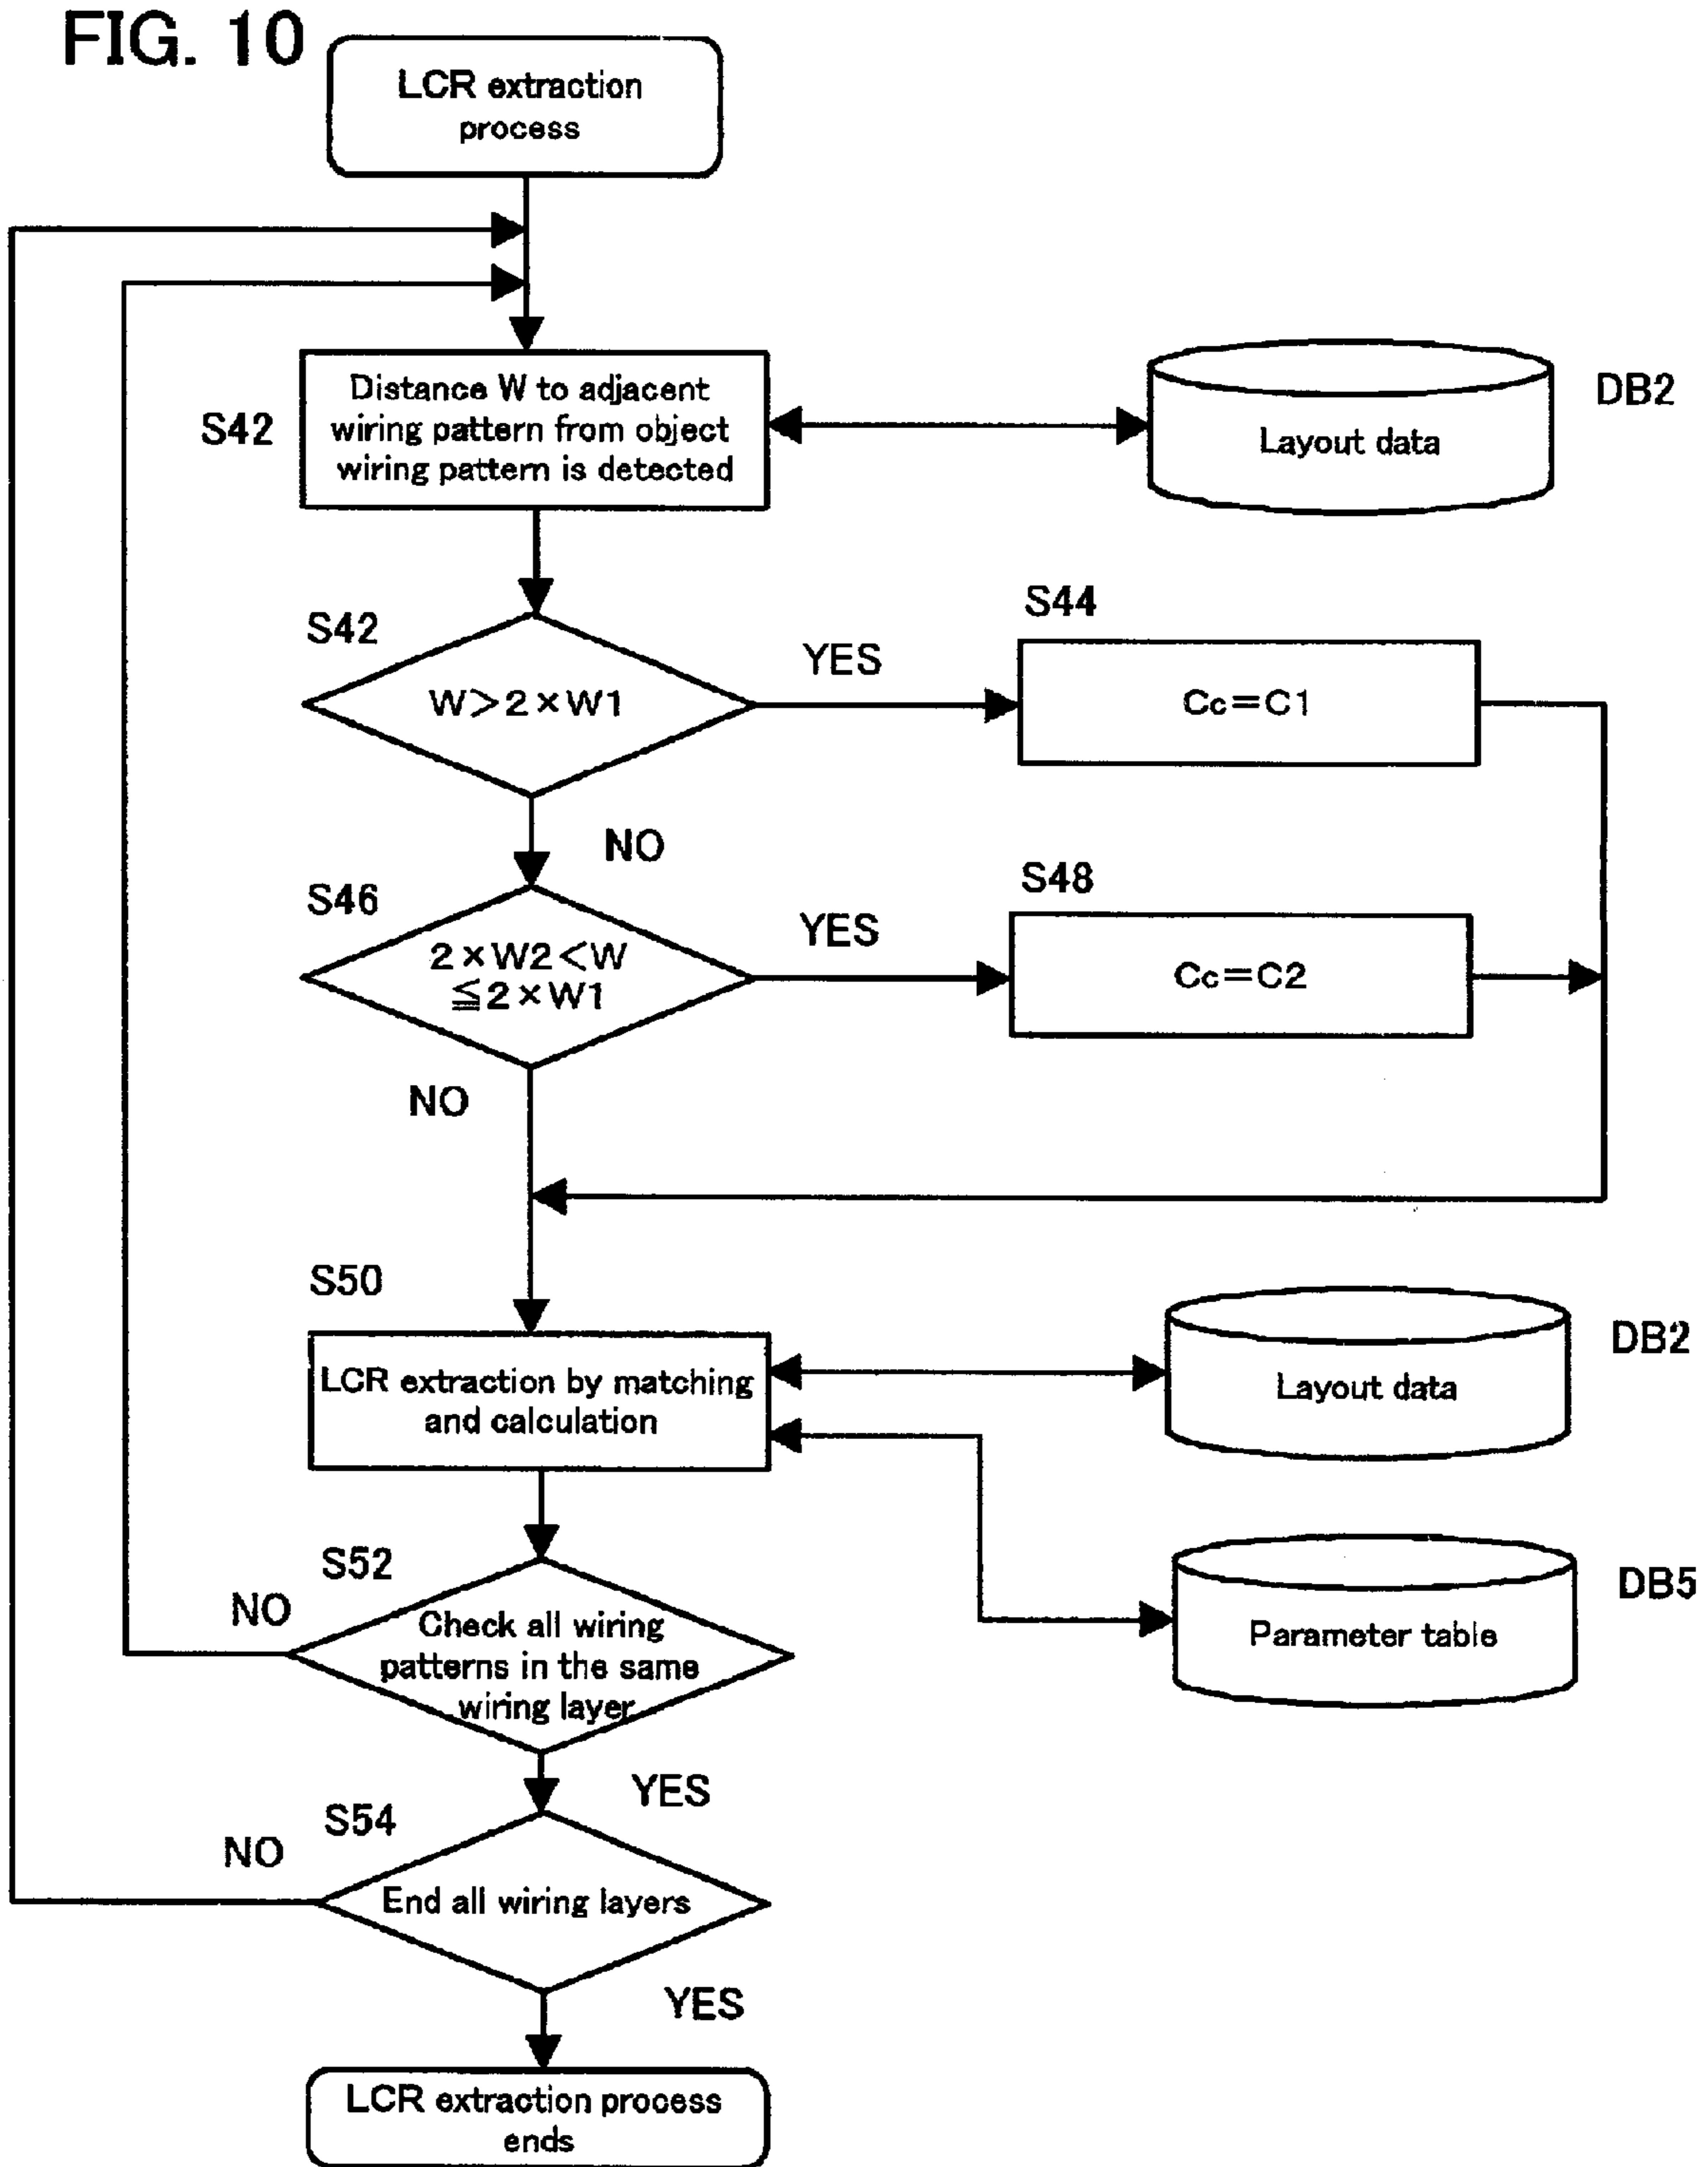 FIG. 10
LCR extraction
process
Distance W to adjacent
wiring pattern from object
wiring pattern is detected
S42
Layout data
DB2
S42
W>2×W1
YES
S44
Cc=C1
NO
S46
2×W2<W
≦2×W1
YES
S48
Cc=C2
NO
S50
LCR extraction by matching
and calculation
Layout data
DB2
Parameter table
DB5
S52
NO
Check all wiring
patterns in the same
wiring layer
YES
S54
NO
End all wiring layers
YES
LCR extraction process
ends